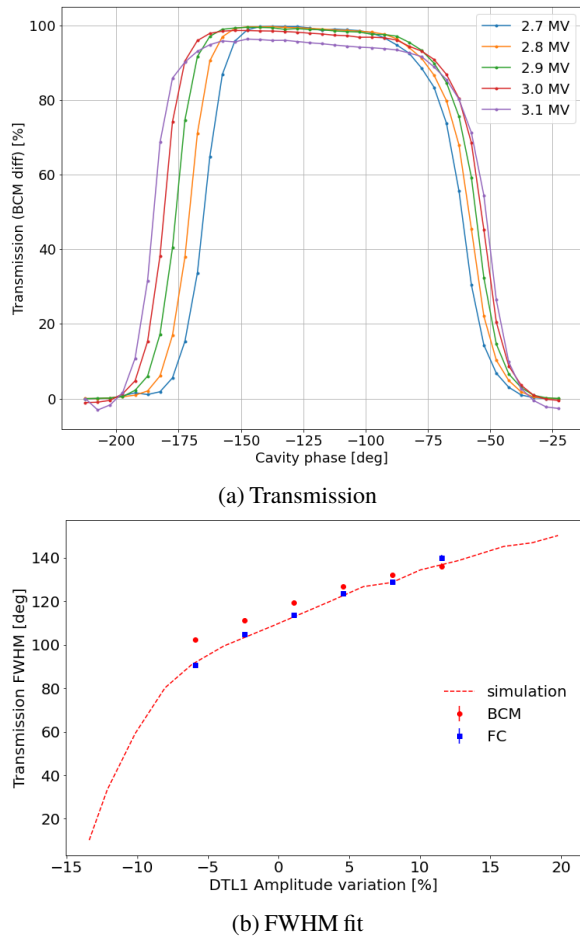 100
80
60
40
20
0
Transmission (BCM diff) [%]
2.7 MV
2.8 MV
2.9 MV
3.0 MV
3.1 MV
−200 −175 −150 −125 −100 −75 −50 −25
Cavity phase [deg]
(a) Transmission
140
120
100
80
60
40
20
Transmission FWHM [deg]
simulation
BCM
FC
−15 −10 −5 0 5 10 15 20
DTL1 Amplitude variation [%]
(b) FWHM fit